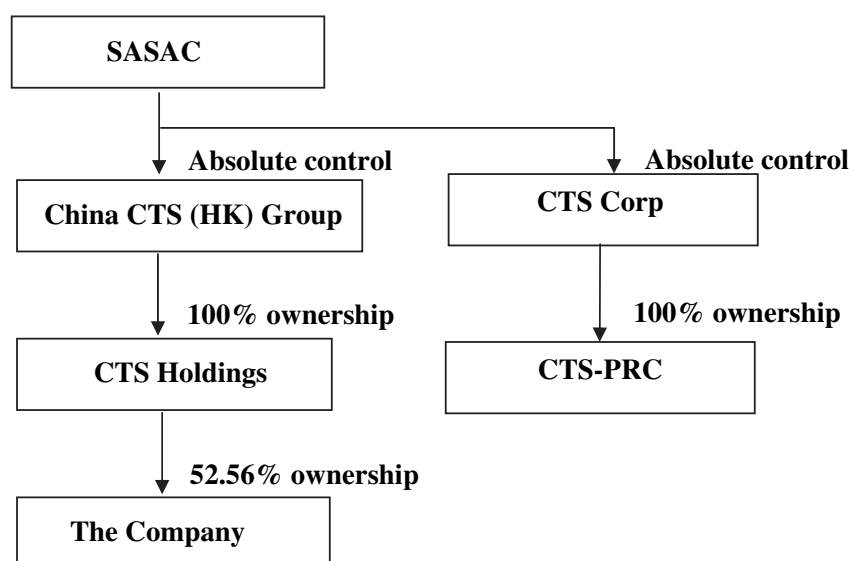 SASAC
Absolute control
Absolute control
China CTS (HK) Group
CTS Corp
100% ownership
100% ownership
CTS Holdings
CTS-PRC
52.56% ownership
The Company